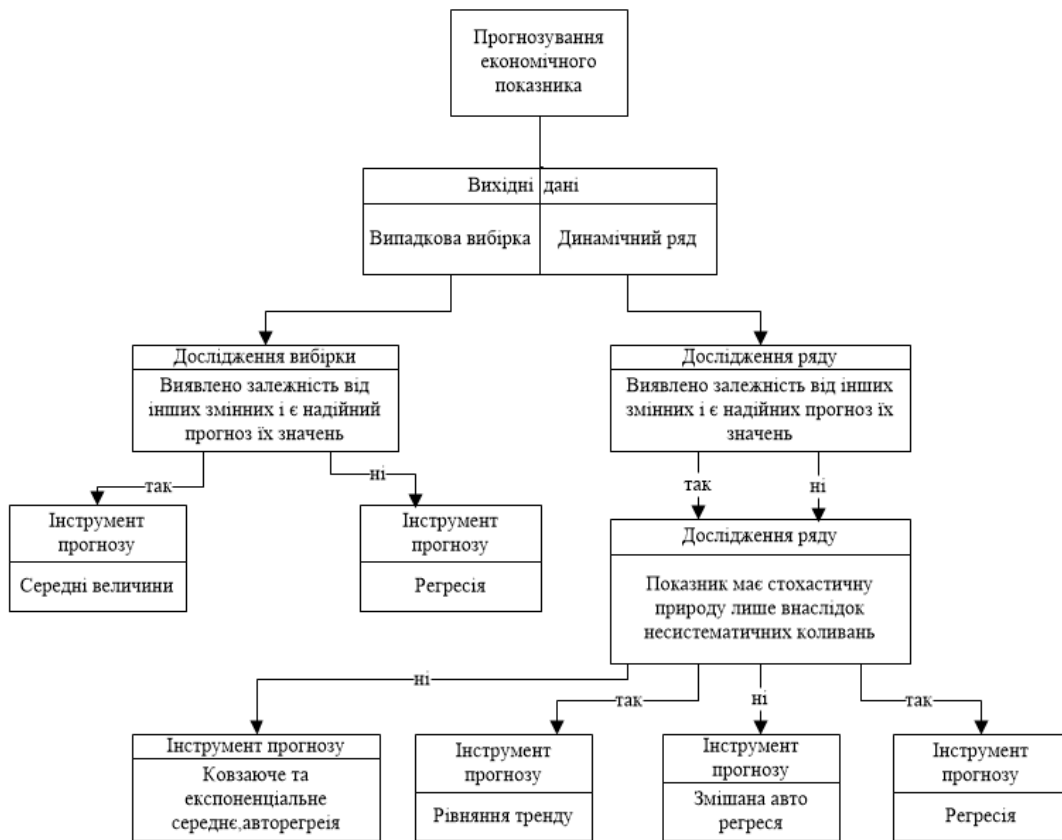 Прогнозування
економічного
показника
Вихідні дані
Випадкова вибірка
Динамічний ряд
Дослідження вибірки
Виявлено залежність від
інших змінних і є надійний
прогноз їх значень
Дослідження ряду
Виявлено залежність від інших
змінних і є надійних прогноз їх
значень
так
ні
так
ні
Інструмент
прогнозу
Середні величини
Інструмент
прогнозу
Регресія
Дослідження ряду
Показник має стохастичну
природу лише внаслідок
несистематичних коливань
ні
так
ні
так
Інструмент прогнозу
Ковзаюче та
експоненціальне
середнє,авторегреія
Інструмент
прогнозу
Рівняння тренду
Інструмент
прогнозу
Змішана авто
регреся
Інструмент
прогнозу
Регресія